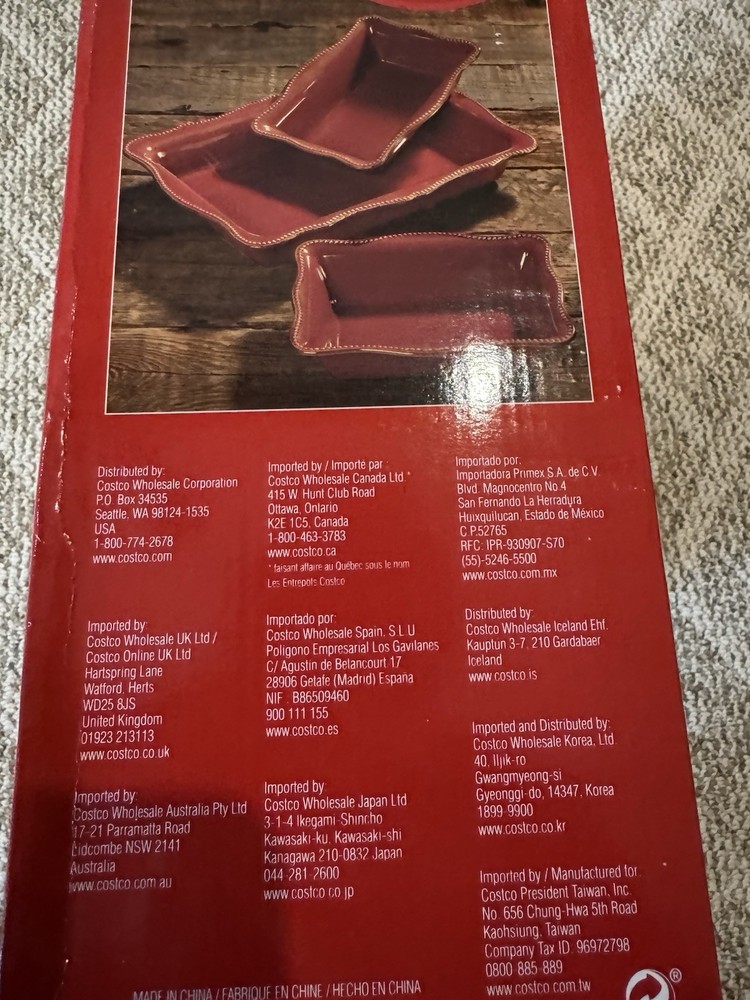 Distributed by:
Costco Wholesale Corporation
P.O. Box 34535
Seattle, WA 98124-1535
USA
1-800-774-2678
www.costco.com
Imported by / Importé par
Costco Wholesale Canada Ltd.*
415 W. Hunt Club Road
Ottawa, Ontario
K2E 1C5, Canada
1-800-463-3783
www.costco.ca
* faisant affaire au Québec sous le nom
Les Entrepôts Costco
Importado por:
Importadora Primex S.A. de C.V.
Blvd. Magnocentro No.4
San Fernando La Herradura
Huixquilucan, Estado de México
C.P.52765
RFC: IPR-930907-S70
(55)-5246-5500
www.costco.com.mx
Imported by:
Costco Wholesale UK Ltd /
Costco Online UK Ltd
Hartspring Lane
Watford, Herts
WD25 8JS
United Kingdom
01923 213113
www.costco.co.uk
Importado por:
Costco Wholesale Spain, S.L.U
Polígono Empresarial Los Gavilanes
C/ Agustín de Betancourt 17
28906 Getafe (Madrid) España
NIF : B86509460
900 111 155
www.costco.es
Distributed by:
Costco Wholesale Iceland Ehf.
Kauptún 3-7, 210 Gardabaer
Iceland
www.costco.is
Imported by:
Costco Wholesale Australia Pty Ltd
17-21 Parramatta Road
Lidcombe NSW 2141
Australia
www.costco.com.au
Imported by:
Costco Wholesale Japan Ltd
3-1-4 Ikegami-Shincho
Kawasaki-ku, Kawasaki-shi
Kanagawa 210-0832 Japan
044-281-2600
www.costco.co.jp
Imported and Distributed by:
Costco Wholesale Korea, Ltd.
40, Iljik-ro
Gwangmyeong-si
Gyeonggi-do, 14347, Korea
1899-9900
www.costco.co.kr
Imported by / Manufactured for:
Costco President Taiwan, Inc.
No. 656 Chung-Hwa 5th Road
Kaohsiung, Taiwan
Company Tax ID: 96972798
0800-885-889
www.costco.com.tw
MADE IN CHINA / FABRIQUÉ EN CHINE / HECHO EN CHINA
®